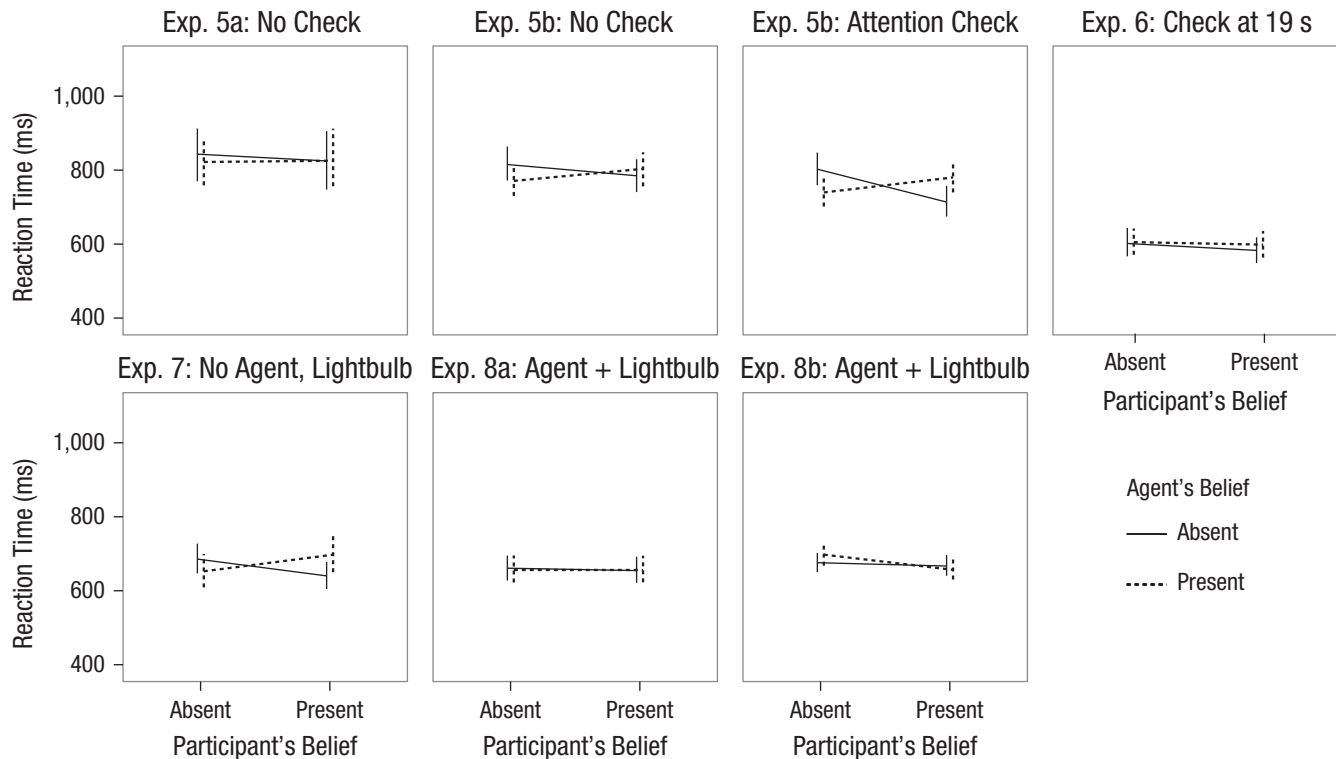 Exp. 5a: No Check
Exp. 5b: No Check
Exp. 5b: Attention Check
Exp. 6: Check at 19 s
Reaction Time (ms)
1,000
800
600
400
Absent Present
Participant's Belief
Exp. 7: No Agent, Lightbulb
Exp. 8a: Agent + Lightbulb
Exp. 8b: Agent + Lightbulb
Reaction Time (ms)
1,000
800
600
400
Absent Present
Participant's Belief
Absent Present
Participant's Belief
Absent Present
Participant's Belief
Agent's Belief
Absent
Present